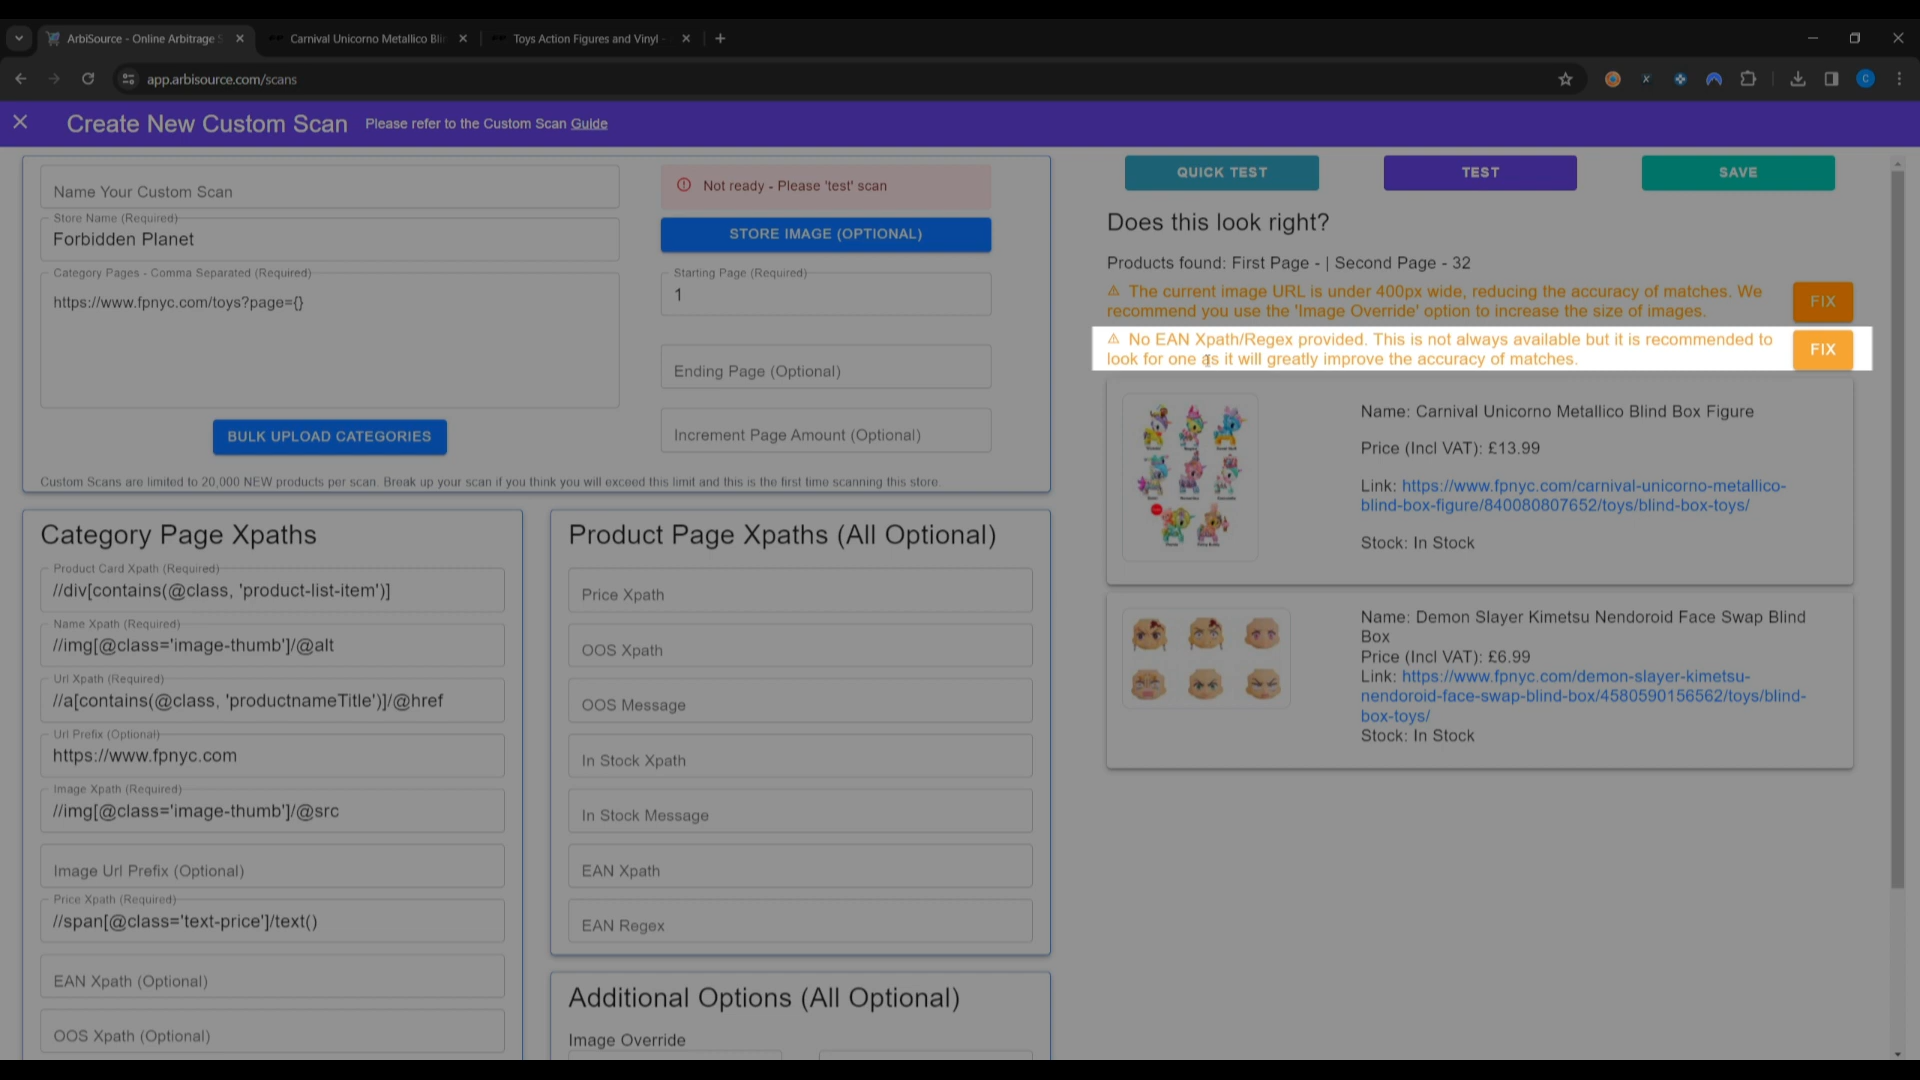 ArbiSource - Online Arbitrage S
Carnival Unicorno Metallico Bli
Toys Action Figures and Vinyl -
app.arbisource.com/scans
Create New Custom Scan
Please refer to the Custom Scan Guide
Name Your Custom Scan
Store Name (Required)
Forbidden Planet
Category Pages - Comma Separated (Required)
https://www.fpnyc.com/toys?page={}
BULK UPLOAD CATEGORIES
Not ready - Please 'test' scan
STORE IMAGE (OPTIONAL)
Starting Page (Required)
1
Ending Page (Optional)
Increment Page Amount (Optional)
Custom Scans are limited to 20,000 NEW products per scan. Break up your scan if you think you will exceed this limit and this is the first time scanning this store.
Category Page Xpaths
Product Card Xpath (Required)
//div[contains(@class, 'product-list-item')]
Name Xpath (Required)
//img[@class='image-thumb']/@alt
Url Xpath (Required)
//a[contains(@class, 'productnameTitle')]/@href
Url Prefix (Optional)
https://www.fpnyc.com
Image Xpath (Required)
//img[@class='image-thumb']/@src
Image Url Prefix (Optional)
Price Xpath (Required)
//span[@class='text-price']/text()
EAN Xpath (Optional)
OOS Xpath (Optional)
Product Page Xpaths (All Optional)
Price Xpath
OOS Xpath
OOS Message
In Stock Xpath
In Stock Message
EAN Xpath
EAN Regex
Additional Options (All Optional)
Image Override
QUICK TEST
TEST
SAVE
Does this look right?
Products found: First Page - | Second Page - 32
The current image URL is under 400px wide, reducing the accuracy of matches. We
recommend you use the 'Image Override' option to increase the size of images.
FIX
No EAN Xpath/Regex provided. This is not always available but it is recommended to
look for one as it will greatly improve the accuracy of matches.
FIX
Name: Carnival Unicorno Metallico Blind Box Figure
Price (Incl VAT): £13.99
Link: https://www.fpnyc.com/carnival-unicorno-metallico-
blind-box-figure/840080807652/toys/blind-box-toys/
Stock: In Stock
Name: Demon Slayer Kimetsu Nendoroid Face Swap Blind
Box
Price (Incl VAT): £6.99
Link: https://www.fpnyc.com/demon-slayer-kimetsu-
nendoroid-face-swap-blind-box/4580590156562/toys/blind-
box-toys/
Stock: In Stock